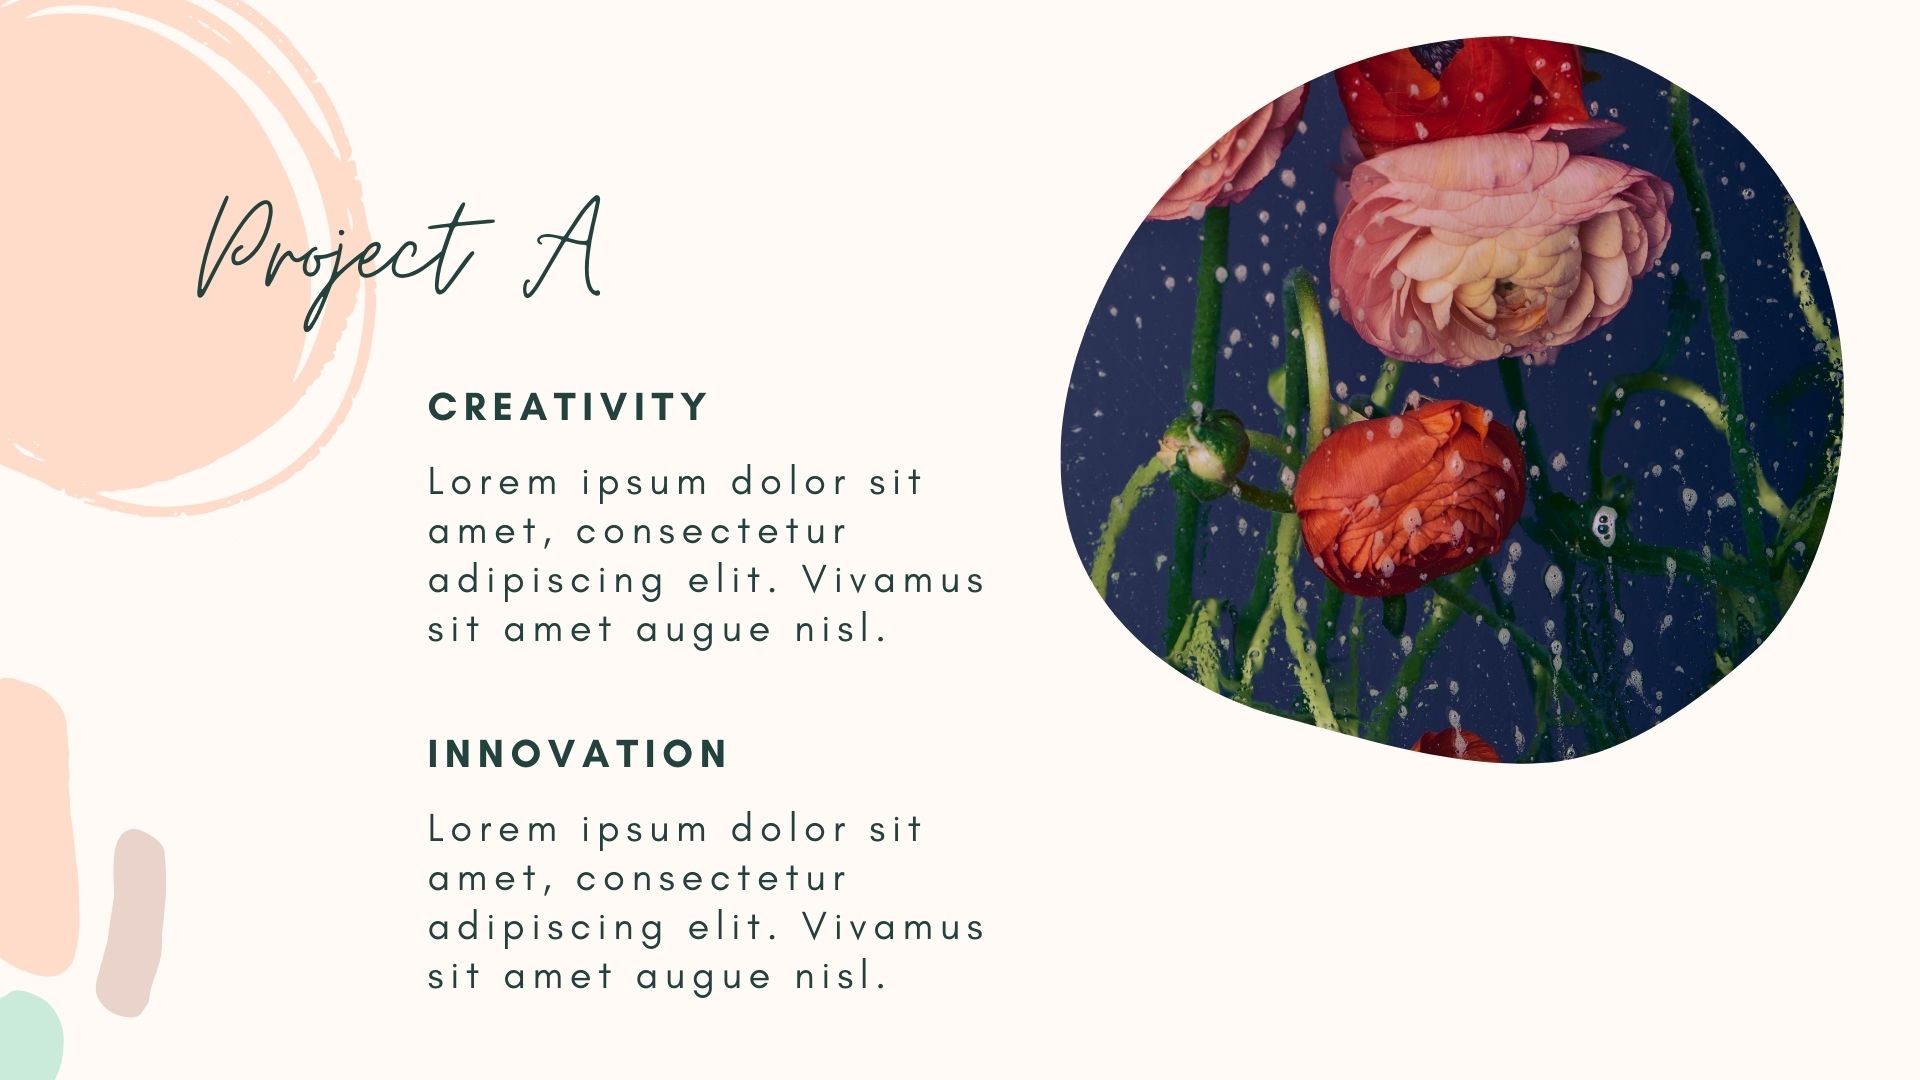 Project A
CREATIVITY
Lorem ipsum dolor sit
amet, consectetur
adipiscing elit. Vivamus
sit amet augue nisl.
INNOVATION
Lorem ipsum dolor sit
amet, consectetur
adipiscing elit. Vivamus
sit amet augue nisl.